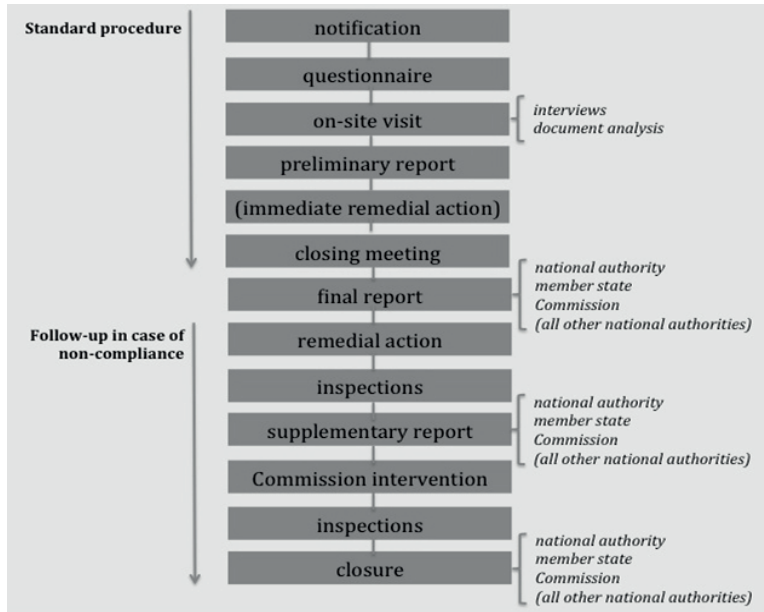 Standard procedure
notification
questionnaire
on-site visit
interviews
document analysis
preliminary report
(immediate remedial action)
closing meeting
final report
national authority
member state
Commission
(all other national authorities)
Follow-up in case of
non-compliance
remedial action
inspections
supplementary report
national authority
member state
Commission
(all other national authorities)
Commission intervention
inspections
closure
national authority
member state
Commission
(all other national authorities)